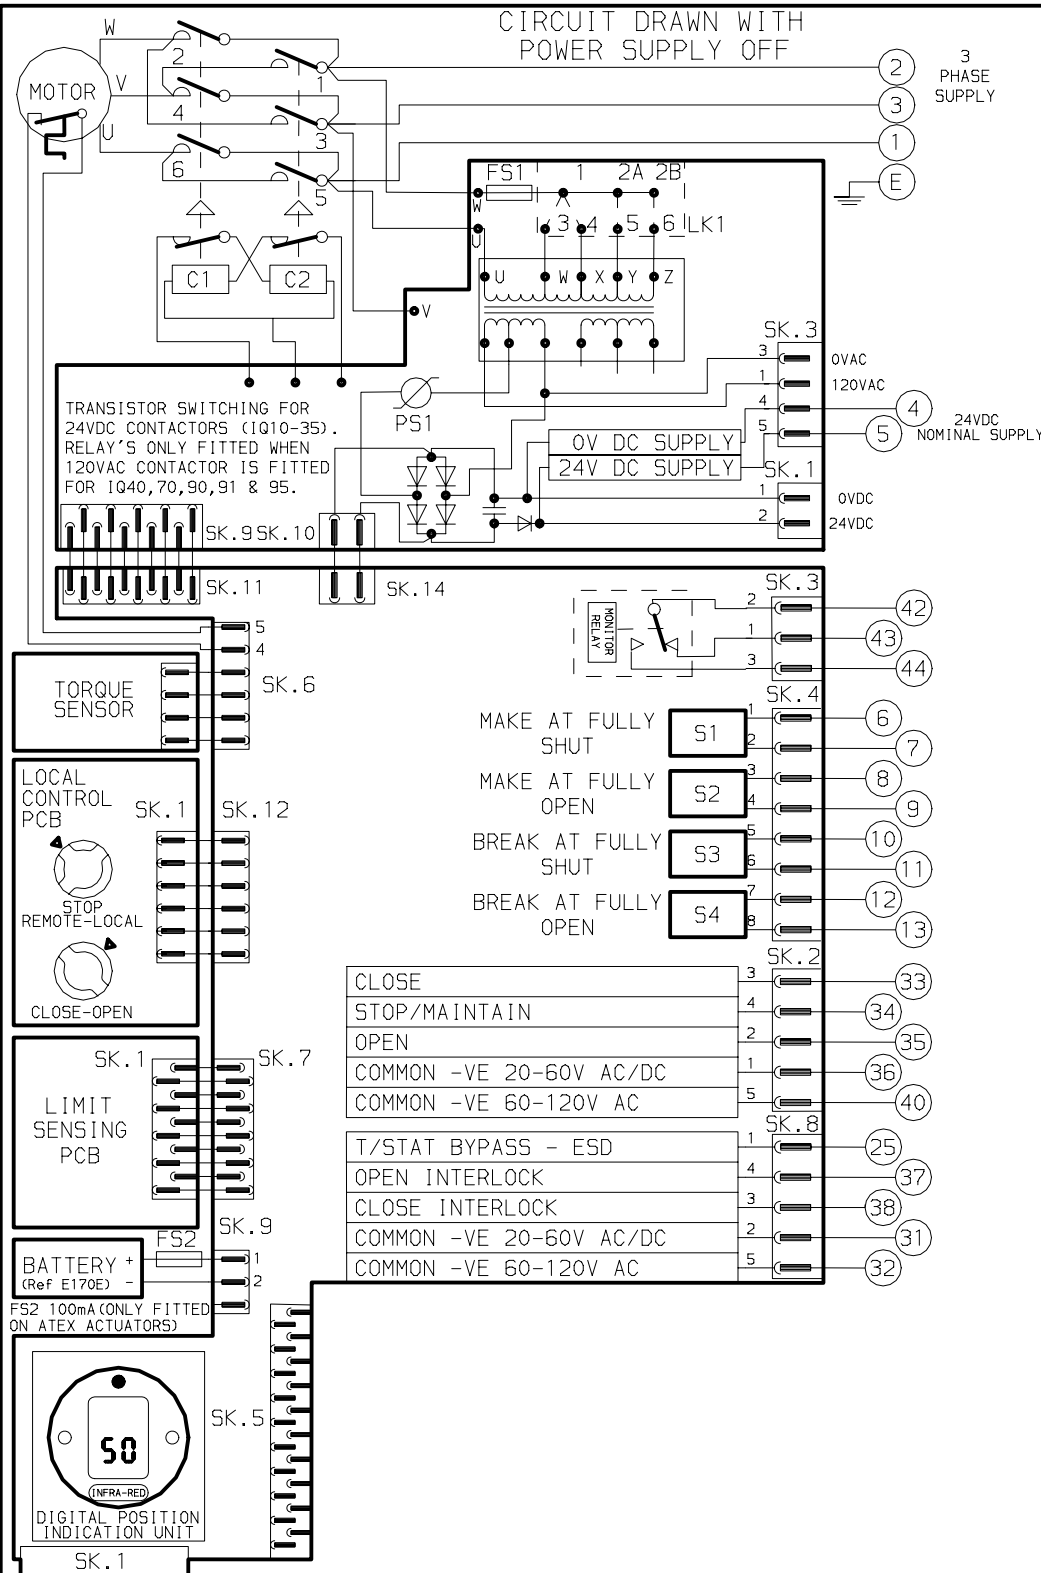 CIRCUIT DRAWN WITH
POWER SUPPLY OFF
W
2
1
2
3
PHASE
SUPPLY
MOTOR
V
4
3
3
U
6
5
1
E
FS1
1
2A
2B
W
3
4
5
6
LK1
U
C1
C2
U
W
X
Y
Z
V
SK.3
3
0VAC
1
120VAC
4
4
24VDC
NOMINAL SUPPLY
5
5
PS1
TRANSISTOR SWITCHING FOR
24VDC CONTACTORS (IQ10-35).
RELAY'S ONLY FITTED WHEN
120VAC CONTACTOR IS FITTED
FOR IQ40,70,90,91 & 95.
0V DC SUPPLY
24V DC SUPPLY
SK.1
1
0VDC
2
24VDC
SK.9
SK.10
SK.11
SK.14
SK.3
MONITOR
RELAY
2
42
1
43
3
44
5
4
SK.6
TORQUE
SENSOR
SK.4
MAKE AT FULLY
SHUT
S1
1
6
2
7
MAKE AT FULLY
OPEN
S2
3
8
4
9
BREAK AT FULLY
SHUT
S3
5
10
6
11
BREAK AT FULLY
OPEN
S4
7
12
8
13
LOCAL
CONTROL
PCB
SK.1
SK.12
STOP
REMOTE-LOCAL
CLOSE-OPEN
SK.2
CLOSE
3
33
STOP/MAINTAIN
4
34
OPEN
2
35
COMMON -VE 20-60V AC/DC
1
36
COMMON -VE 60-120V AC
5
40
SK.1
SK.7
LIMIT
SENSING
PCB
SK.8
T/STAT BYPASS - ESD
1
25
OPEN INTERLOCK
4
37
CLOSE INTERLOCK
3
38
COMMON -VE 20-60V AC/DC
2
31
COMMON -VE 60-120V AC
5
32
SK.9
FS2
BATTERY +
(Ref E170E) -
1
2
FS2 100mA(ONLY FITTED
ON ATEX ACTUATORS)
SK.5
50
INFRA-RED
DIGITAL POSITION
INDICATION UNIT
SK.1